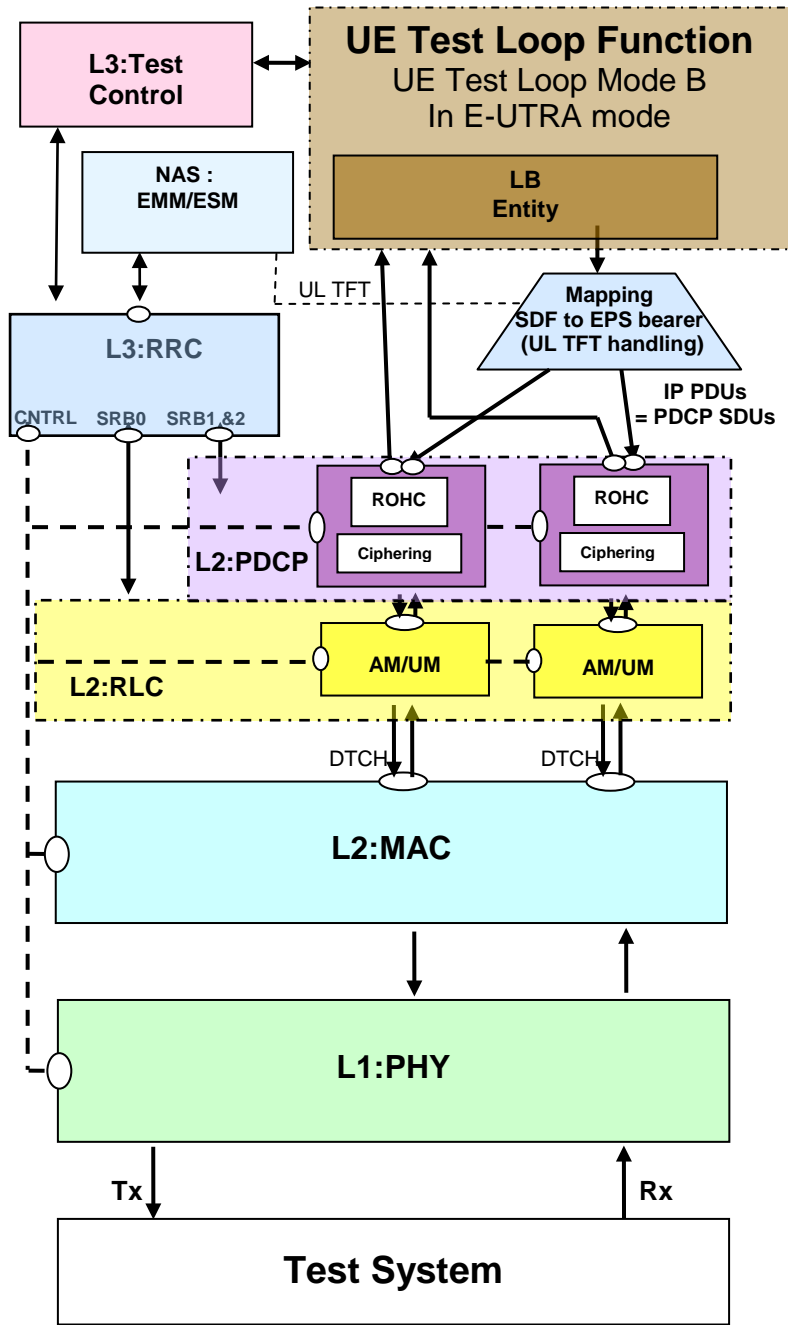 L3:Test
Control
UE Test Loop Function
UE Test Loop Mode B
In E-UTRA mode
NAS :
EMM/ESM
LB
Entity
UL TFT
Mapping
SDF to EPS bearer
(UL TFT handling)
L3:RRC
CNTRL SRB0 SRB1 &2
IP PDUs
= PDCP SDUs
ROHC
ROHC
Ciphering
Ciphering
L2:PDCP
AM/UM
AM/UM
L2:RLC
DTCH
DTCH
L2:MAC
L1:PHY
Tx
Rx
Test System